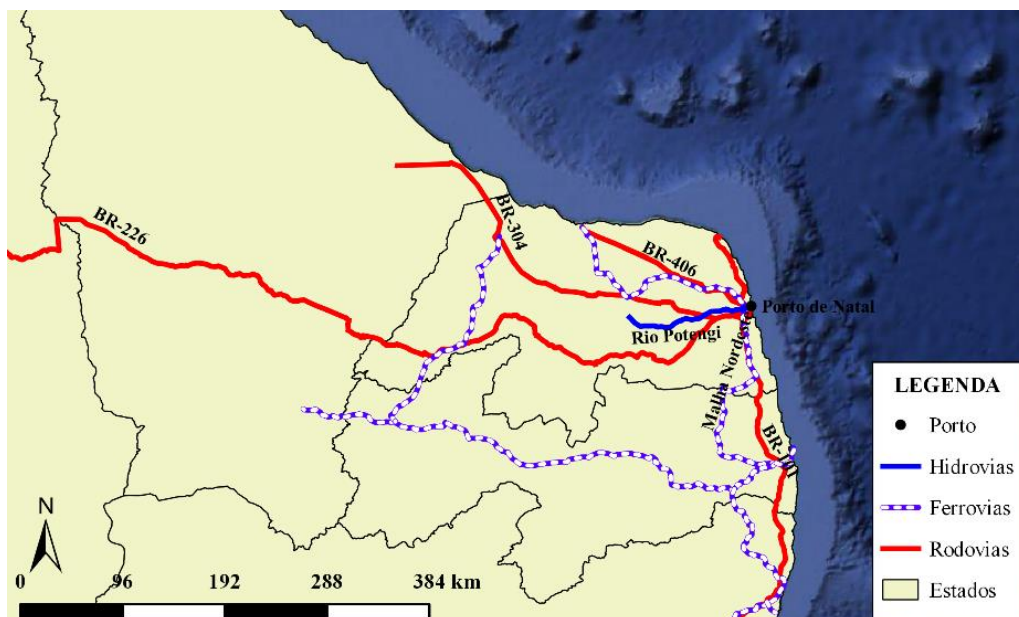 BR-226
BR-304
BR-406
Porto de Natal
Rio Potengi
Malha Nordeste
BR-101
LEGENDA
Porto
Hidrovias
Ferrovias
Rodovias
Estados
N
0 96 192 288 384 km